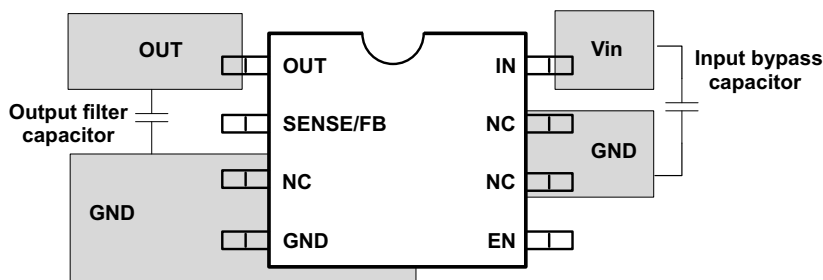 OUT
OUT
IN
Vin
Input bypass
capacitor
Output filter
capacitor
SENSE/FB
NC
GND
NC
NC
GND
GND
EN